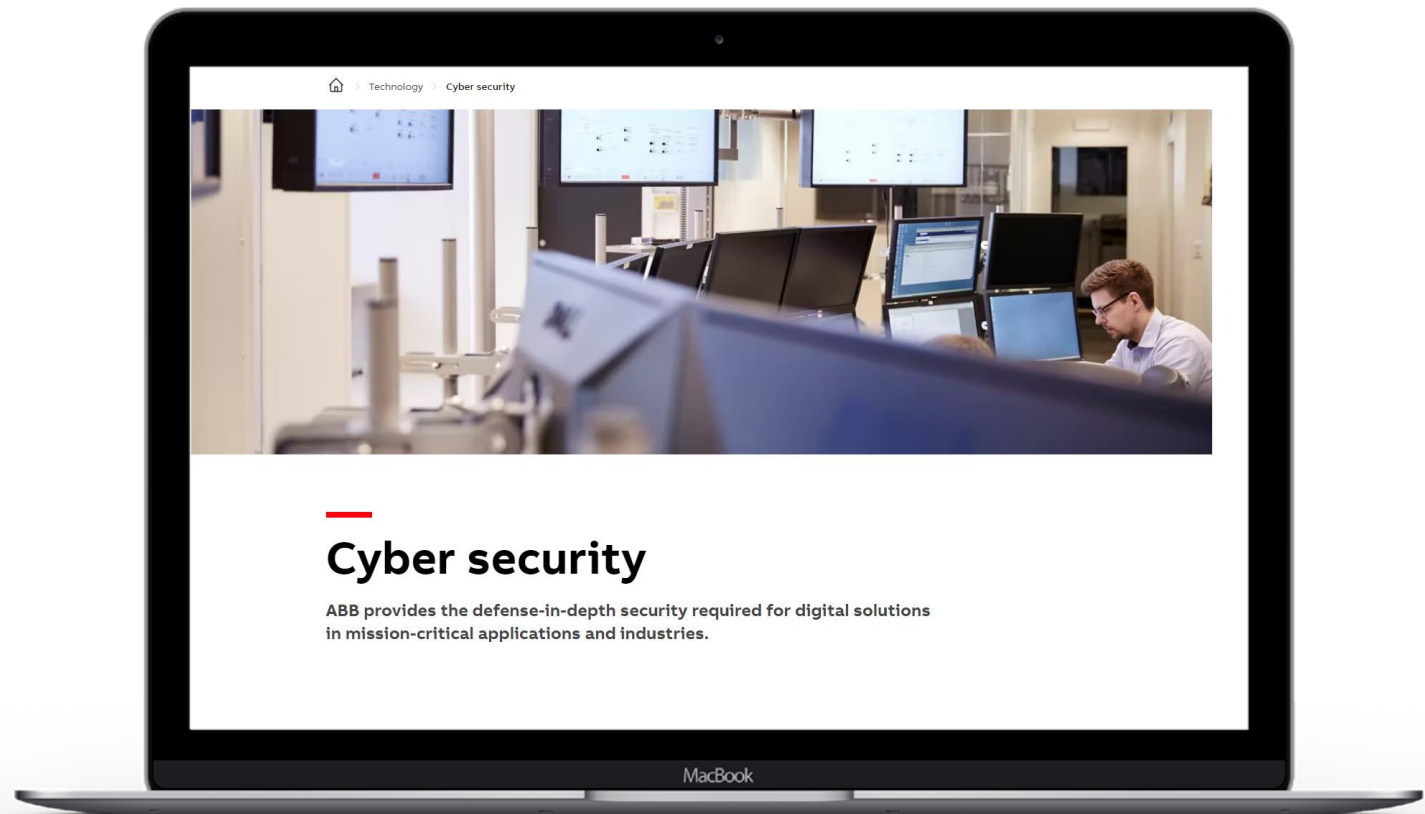 Technology
Cyber security
Cyber security
ABB provides the defense-in-depth security required for digital solutions
in mission-critical applications and industries.
MacBook